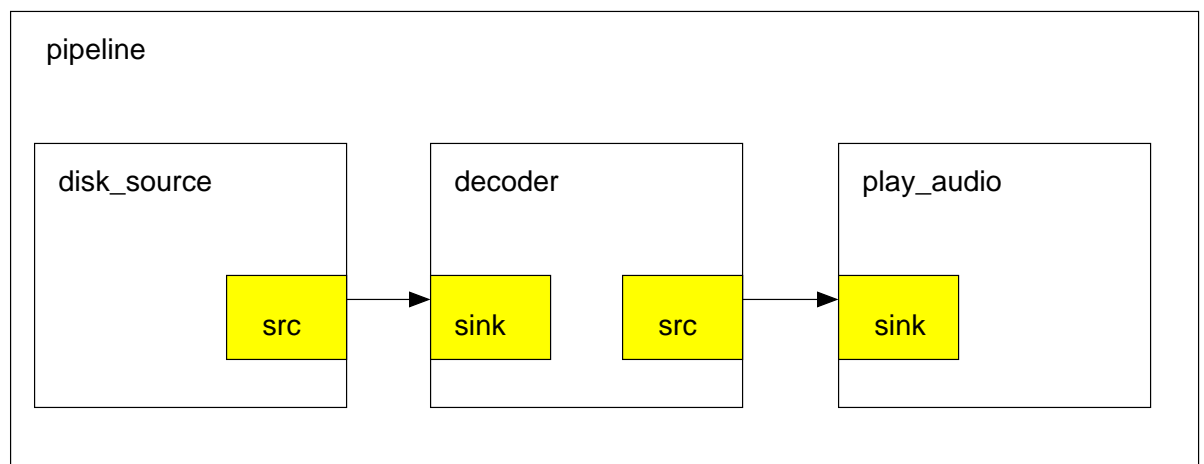 pipeline
disk_source
decoder
play_audio
src
sink
src
sink